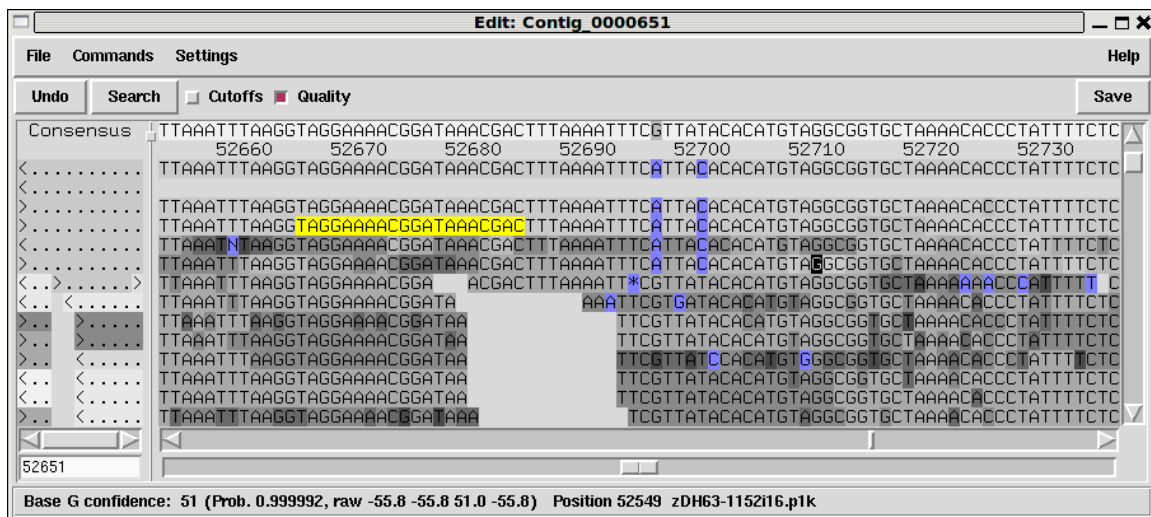 Edit: Contig_0000651
File Commands Settings Help
Undo Search Cutoffs Quality Save
Consensus TTAAATTTAAGGTAGGAAAACGGATAAACGACTTTAAAATTTCGTTATACACATGTAGGCGGTGCTAAAACACCCTATTTTCTC
52660 52670 52680 52690 52700 52710 52720 52730
<.......... TTAAATTTAAGGTAGGAAAACGGATAAACGACTTTAAAATTTCATTACACACATGTAGGCGGTGCTAAAACACCCTATTTTCTC
<..........
>.......... TTAAATTTAAGGTAGGAAAACGGATAAACGACTTTAAAATTTCATTACACACATGTAGGCGGTGCTAAAACACCCTATTTTCTC
>.......... TTAAATTTAAGGTAGGAAAACGGATAAACGACTTTAAAATTTCATTACACACATGTAGGCGGTGCTAAAACACCCTATTTTCTC
<.......... TTAAATNTAAGGTAGGAAAACGGATAAACGACTTTAAAATTTCATTACACACATGTAGGCGGTGCTAAAACACCCTATTTTCTC
>.......... TTAAATTTAAGGTAGGAAAACGGATAAACGACTTTAAAATTTCATTACACACATGTAGGCGGTGCTAAAACACCCTATTTTCTC
<..>.......> TTAAATTTAAGGTAGGAAAACGGA ACGACTTTAAAATT*CGTTATACACATGTAGGCGGTGCTAAAAAAACCCATTTTT
<.. <...... TTAAATTTAAGGTAGGAAAACGGATA AAATTCGTGATACACATGTAGGCGGTGCTAAAACACCCTATTTTCTC
>.. >..... TTAAATTTAAGGTAGGAAAACGGATAA TTCGTTATACACATGTAGGCGGTGCTAAAACACCCTATTTTCTC
>.. >..... TTAAATTTAAGGTAGGAAAACGGATAA TTCGTTATACACATGTAGGCGGTGCTAAAACACCCTATTTTCTC
>.. <..... TTAAATTTAAGGTAGGAAAACGGATAA TTCGTTATCCACATGTGGGCGGTGCTAAAACACCCTATTTTCTC
<.. <..... TTAAATTTAAGGTAGGAAAACGGATAA TTCGTTATACACATGTAGGCGGTGCTAAAACACCCTATTTTCTC
<.. <..... TTAAATTTAAGGTAGGAAAACGGATAA TTCGTTATACACATGTAGGCGGTGCTAAAACACCCTATTTTCTC
>.. <..... TTAAATTTAAGGTAGGAAAACGGATAAA TCGTTATACACATGTAGGCGGTGCTAAAACACCCTATTTTCTC
52651
Base G confidence: 51 (Prob. 0.999992, raw -55.8 -55.8 51.0 -55.8) Position 52549 zDH63-1152i16.p1k